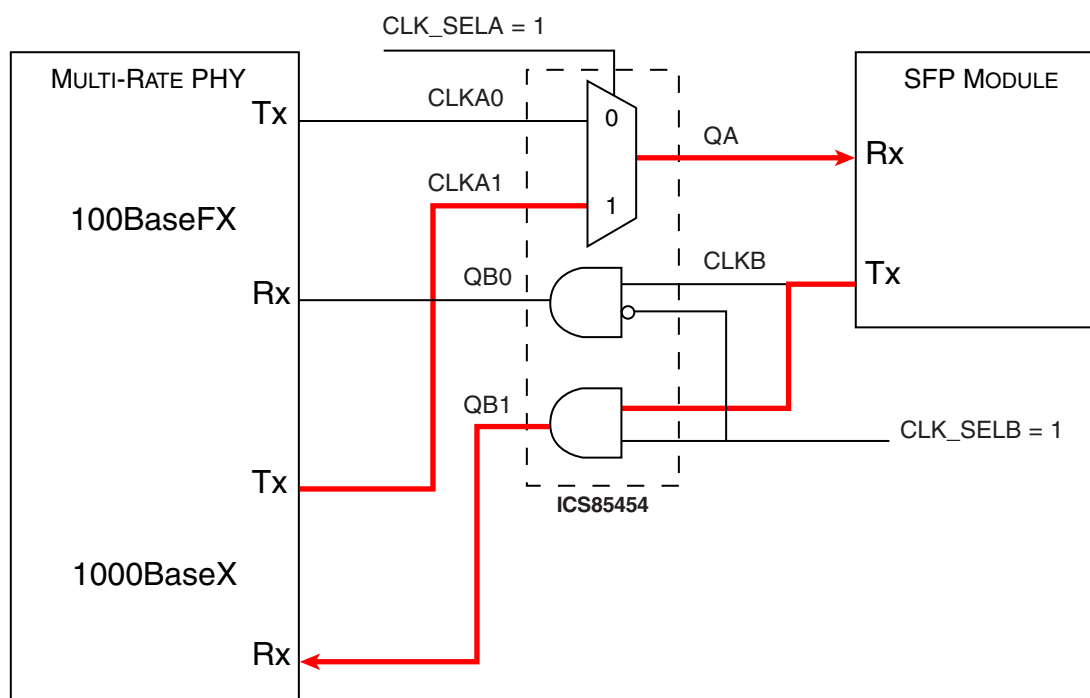 CLK_SELA = 1
MULTI-RATE PHY
SFP MODULE
Tx
CLKA0
0
QA
Rx
CLKA1
1
100BaseFX
CLKB
Tx
QB0
Rx
QB1
CLK_SELB = 1
Tx
ICS85454
1000BaseX
Rx